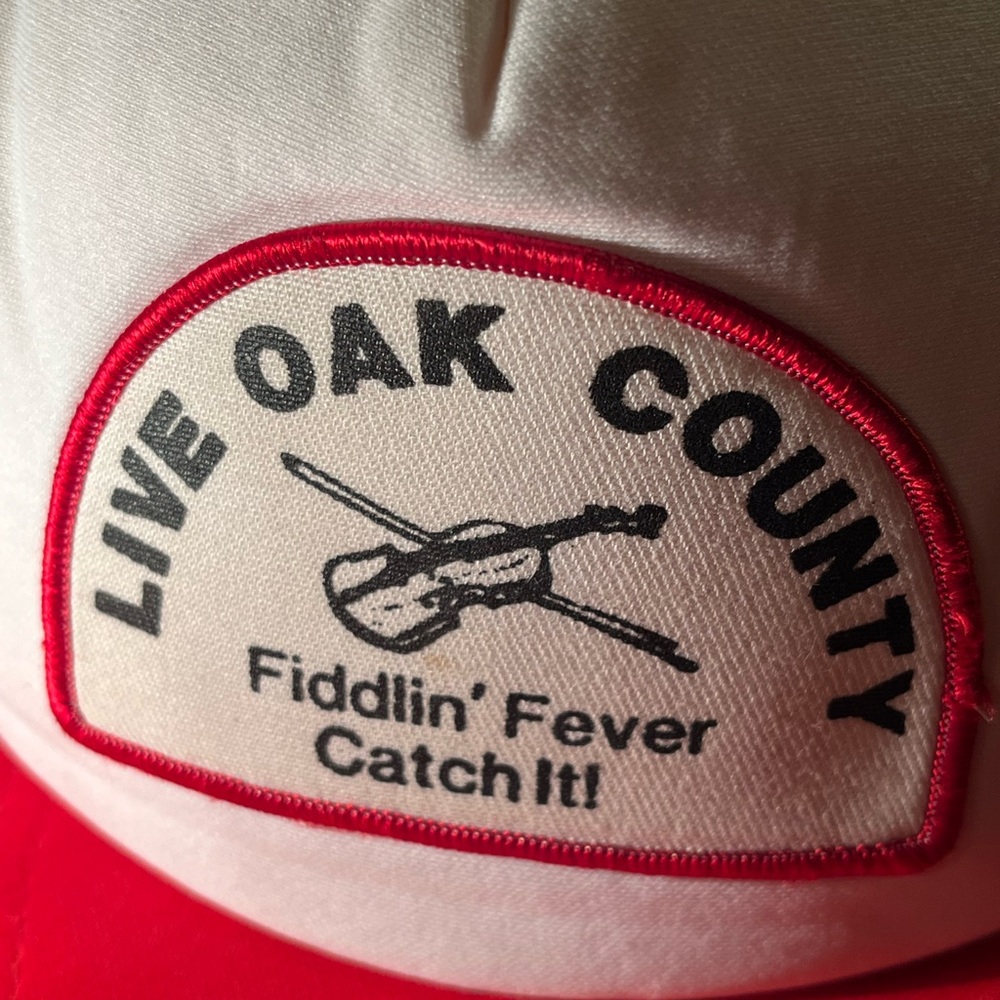 LIVE OAK COUNTY
Fiddlin' Fever
Catch It!